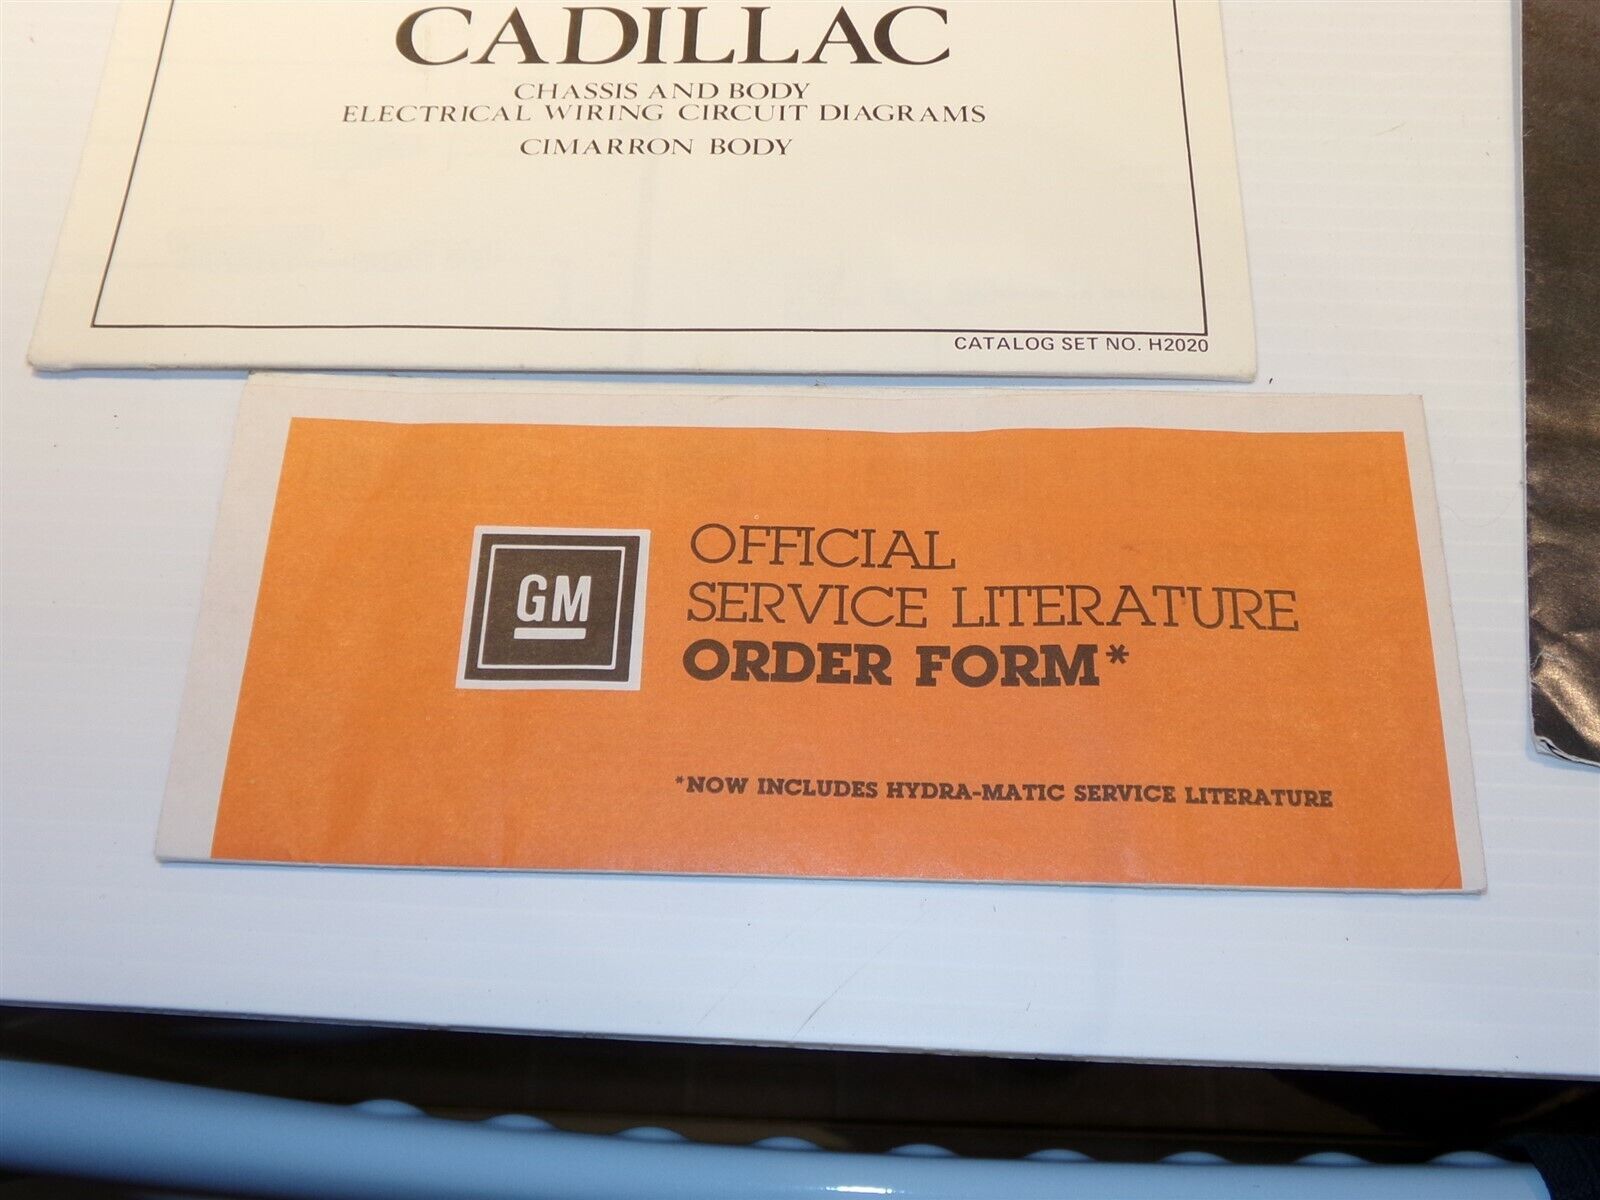 CADILLAC
CHASSIS AND BODY
ELECTRICAL WIRING CIRCUIT DIAGRAMS
CIMARRON BODY
CATALOG SET NO. H2020
GM
OFFICIAL
SERVICE LITERATURE
ORDER FORM*
*NOW INCLUDES HYDRA-MATIC SERVICE LITERATURE